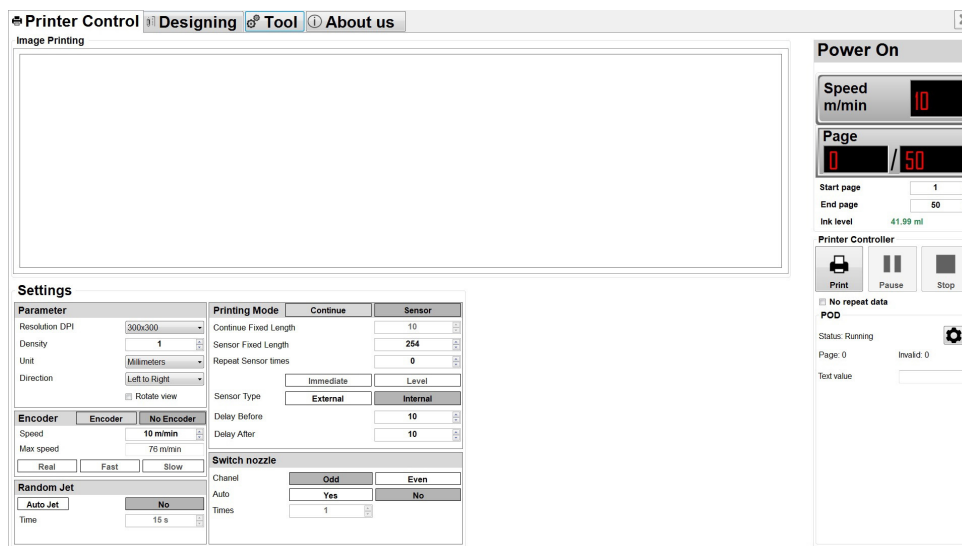 Printer Control Designing Tool About us
Image Printing
Power On
Speed
m/min
10
Page
0 / 50
Start page 1
End page 50
Ink level 41.99 ml
Printer Controller
Print Pause Stop
No repeat data
POD
Status: Running
Page: 0 Invalid: 0
Text value
Settings
Parameter
Resolution DPI 300x300
Density 1
Unit Millimeters
Direction Left to Right
Rotate view
Encoder Encoder No Encoder
Speed 10 m/min
Max speed 76 m/min
Real Fast Slow
Random Jet
Auto Jet No
Time 15 s
Printing Mode Continue Sensor
Continue Fixed Length 10
Sensor Fixed Length 254
Repeat Sensor times 0
Immediate Level
Sensor Type External Internal
Delay Before 10
Delay After 10
Switch nozzle
Chanel Odd Even
Auto Yes No
Times 1